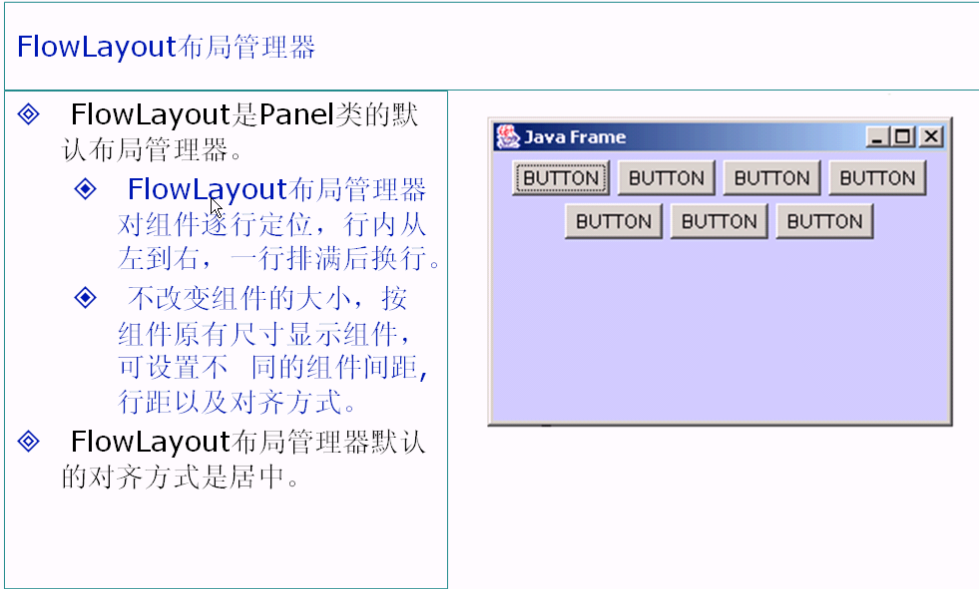 FlowLayout布局管理器
FlowLayout是Panel类的默
认布局管理器。
FlowLayout布局管理器
对组件逐行定位，行内从
左到右，一行排满后换行。
不改变组件的大小，按
组件原有尺寸显示组件，
可设置不 同的组件间距,
行距以及对齐方式。
FlowLayout布局管理器默认
的对齐方式是居中。
Java Frame
BUTTON BUTTON BUTTON BUTTON
BUTTON BUTTON BUTTON